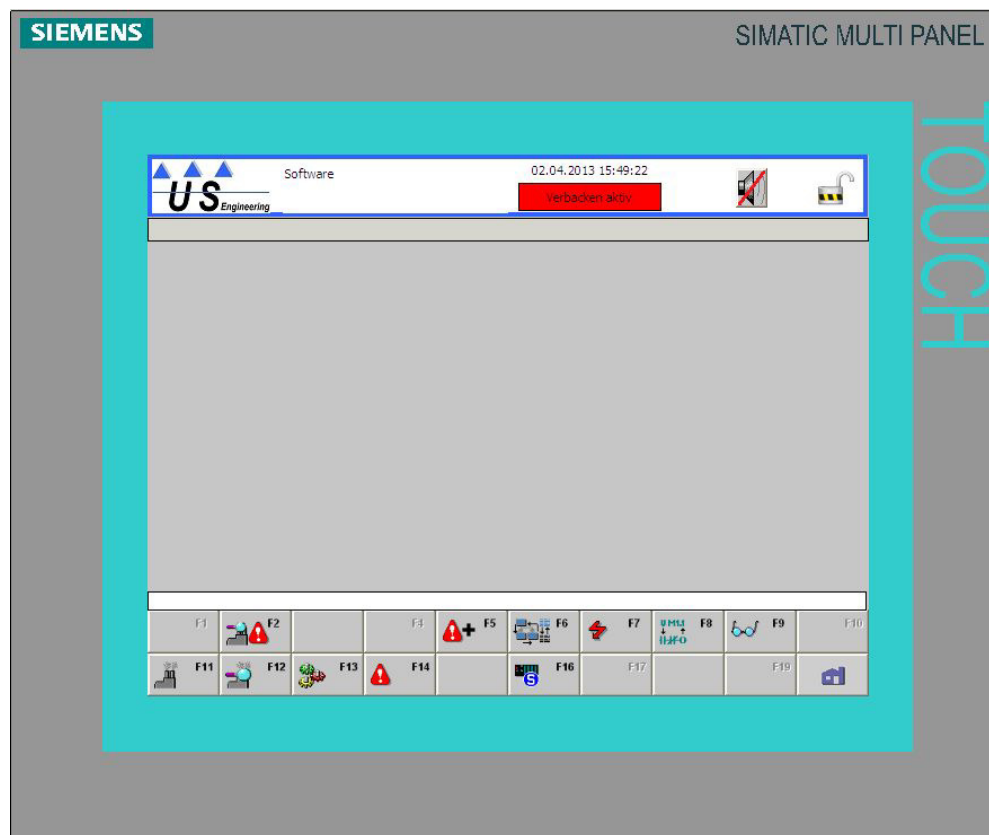 SIEMENS
SIMATIC MULTI PANEL
TOUCH
US Engineering
Software
02.04.2013 15:49:22
Verbacken aktiv
F1 F2 F4 F5 F6 F7 F8 F9 F10
F11 F12 F13 F14 F16 F17 F19